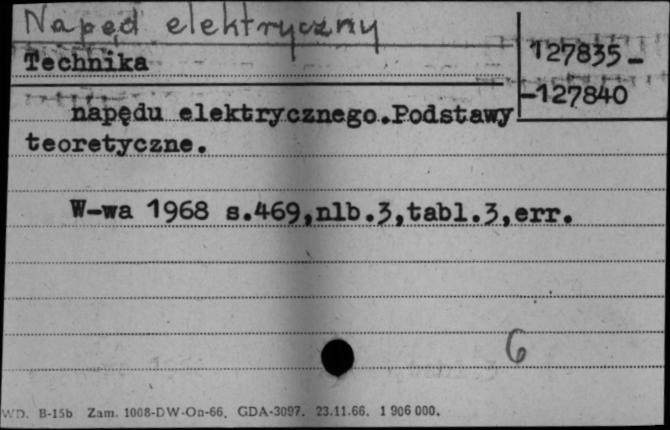 Napęd elektryczny
Technika
127835-
-127840
napędu elektrycznego.Podstawy
teoretyczne.
W-wa 1968 s.469,nlb.3,tabl.3,err.
6
WD. B-15b Zam. 1008-DW-On-66. GDA-3097. 23.11.66. 1 906 000.